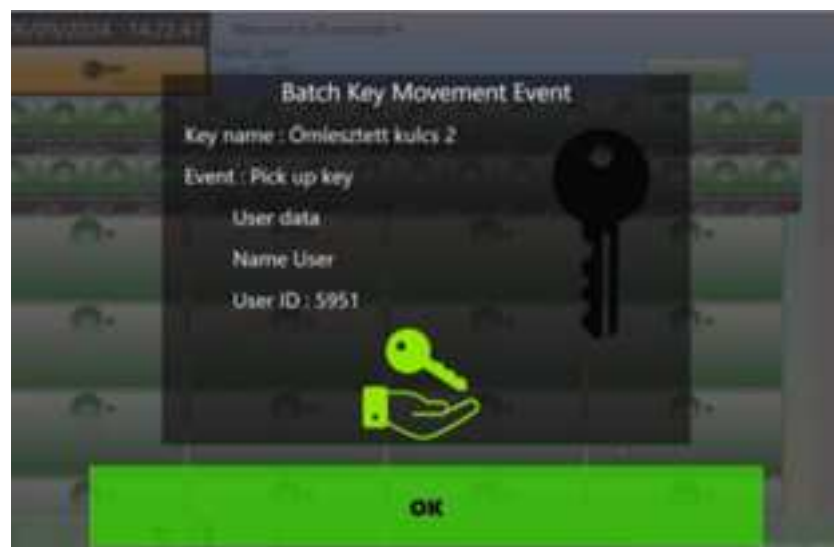 Batch Key Movement Event
Key name : Ömlesztett kulcs 2
Event : Pick up key
User data
Name User
User ID : 5951
OK